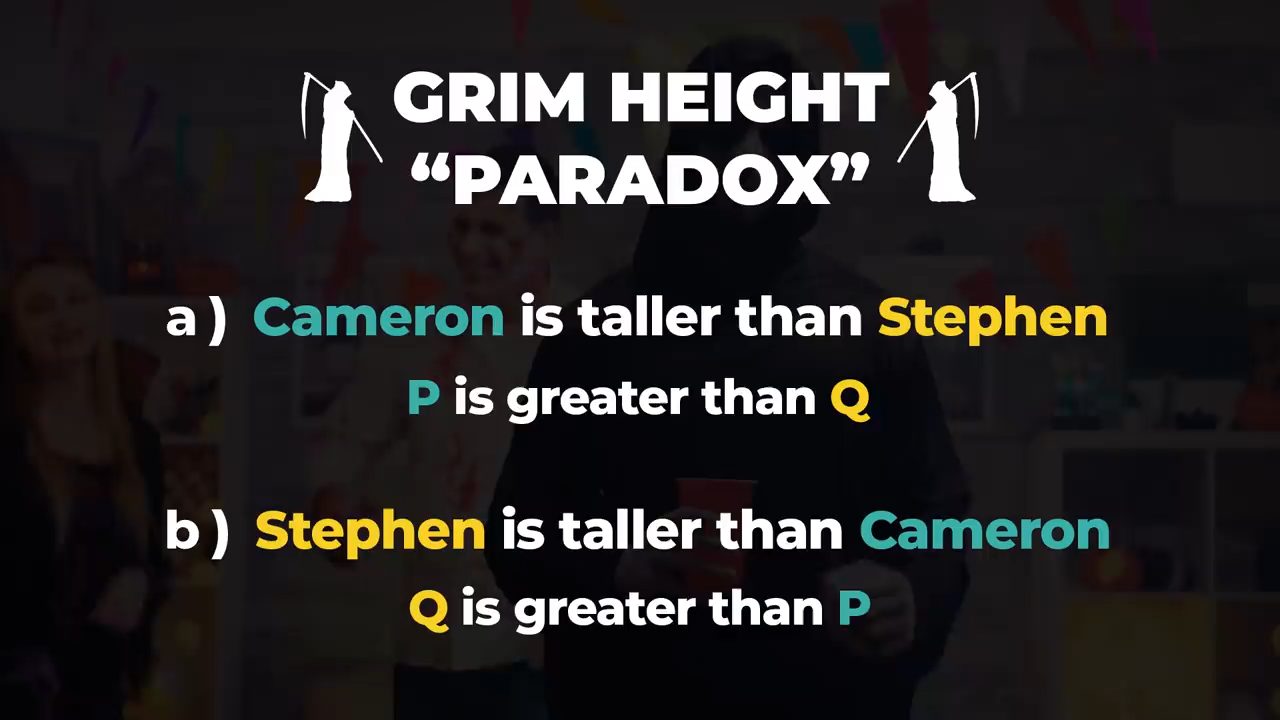 GRIM HEIGHT
“PARADOX”
a) Cameron is taller than Stephen
P is greater than Q
b) Stephen is taller than Cameron
Q is greater than P